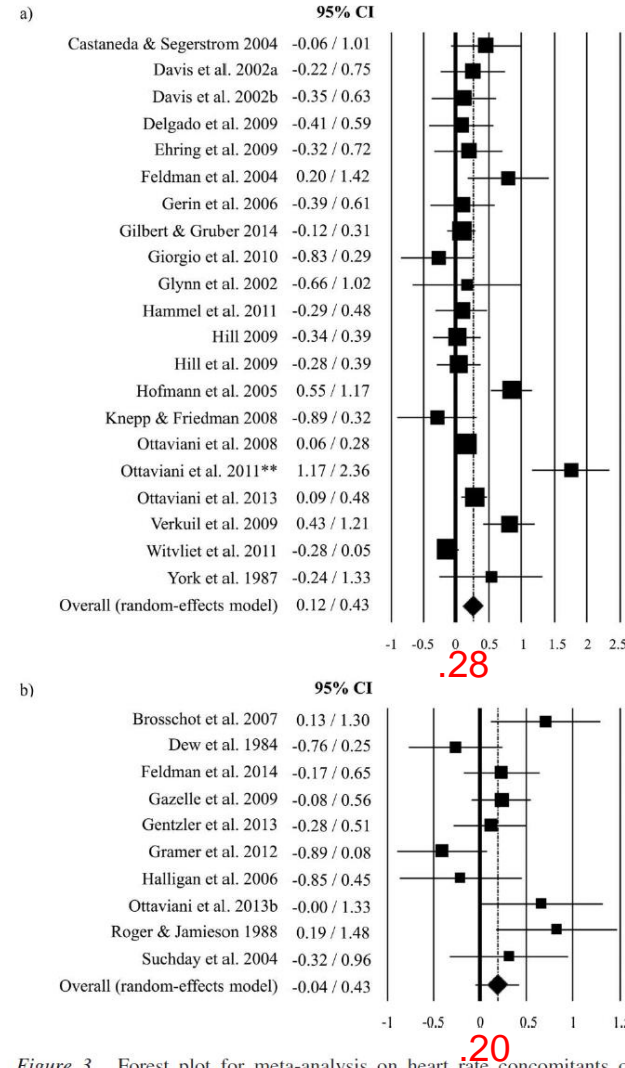 a)
95% CI
Castaneda & Segerstrom 2004 -0.06 / 1.01
Davis et al. 2002a -0.22 / 0.75
Davis et al. 2002b -0.35 / 0.63
Delgado et al. 2009 -0.41 / 0.59
Ehring et al. 2009 -0.32 / 0.72
Feldman et al. 2004 0.20 / 1.42
Gerin et al. 2006 -0.39 / 0.61
Gilbert & Gruber 2014 -0.12 / 0.31
Giorgio et al. 2010 -0.83 / 0.29
Glynn et al. 2002 -0.66 / 1.02
Hammel et al. 2011 -0.29 / 0.48
Hill 2009 -0.34 / 0.39
Hill et al. 2009 -0.28 / 0.39
Hofmann et al. 2005 0.55 / 1.17
Knepp & Friedman 2008 -0.89 / 0.32
Ottaviani et al. 2008 0.06 / 0.28
Ottaviani et al. 2011** 1.17 / 2.36
Ottaviani et al. 2013 0.09 / 0.48
Verkuil et al. 2009 0.43 / 1.21
Witvliet et al. 2011 -0.28 / 0.05
York et al. 1987 -0.24 / 1.33
Overall (random-effects model) 0.12 / 0.43
-1 -0.5 0 0.5 1 1.5 2 2.5
.28
b)
95% CI
Brosschot et al. 2007 0.13 / 1.30
Dew et al. 1984 -0.76 / 0.25
Feldman et al. 2014 -0.17 / 0.65
Gazelle et al. 2009 -0.08 / 0.56
Gentzler et al. 2013 -0.28 / 0.51
Gramer et al. 2012 -0.89 / 0.08
Halligan et al. 2006 -0.85 / 0.45
Ottaviani et al. 2013b -0.00 / 1.33
Roger & Jamieson 1988 0.19 / 1.48
Suchday et al. 2004 -0.32 / 0.96
Overall (random-effects model) -0.04 / 0.43
-1 -0.5 0 0.5 1 1.5
.20
Figure 3. Forest plot for meta-analysis on heart rate concomitants o